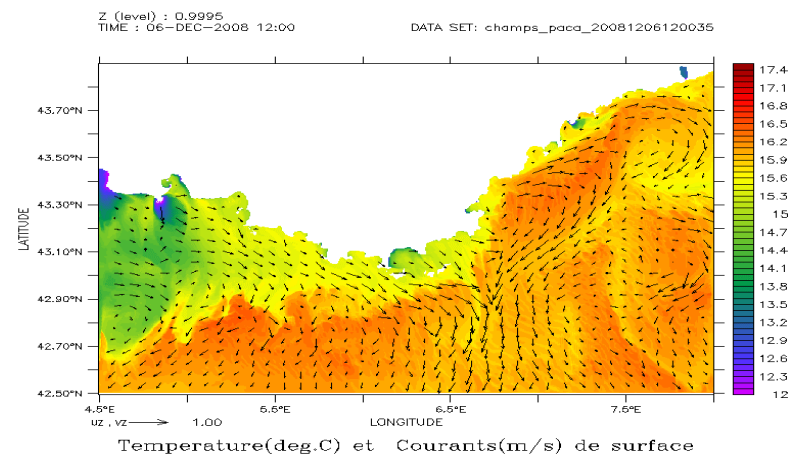 Z (level) : 0.9995
TIME : 06-DEC-2008 12:00
DATA SET: champs_paca_20081206120035
43.70°N
43.50°N
43.30°N
43.10°N
42.90°N
42.70°N
42.50°N
LATITUDE
4.5°E
5.5°E
6.5°E
7.5°E
LONGITUDE
UZ , VZ 1.00
17.4
17.1
16.8
16.5
16.2
15.9
15.6
15.3
15
14.7
14.4
14.1
13.8
13.5
13.2
12.9
12.6
12.3
12
Temperature(deg.C) et Courants(m/s) de surface